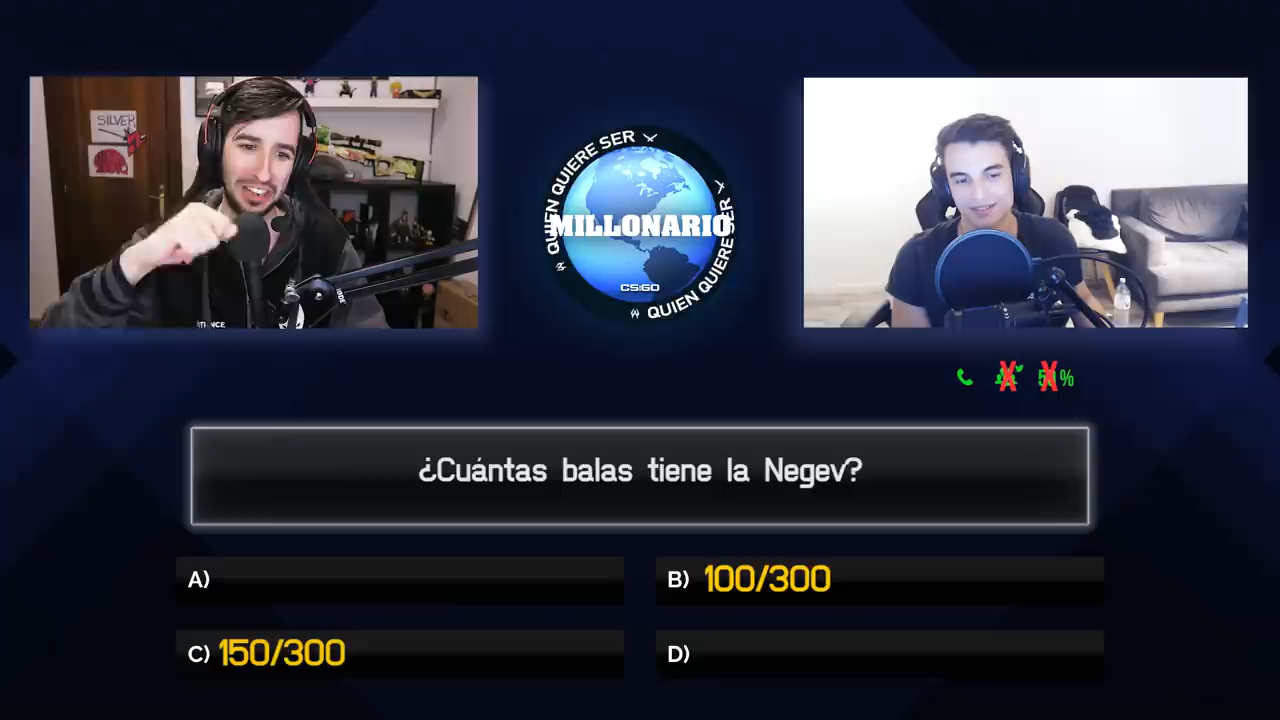 SILVER
QUIEN QUIERE SER
MILLONARIO
CS:GO
QUIEN QUIERE SER
%
¿Cuántas balas tiene la Negev?
A)
B) 100/300
C) 150/300
D)